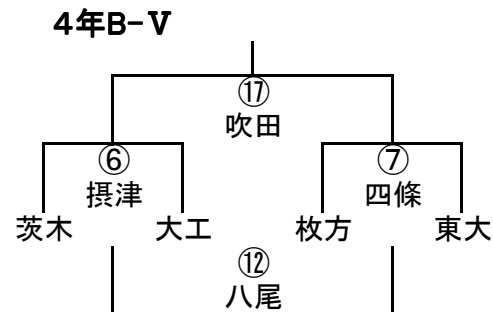 4年B-V
⑰
吹田
⑥ ⑦
摂津 四條
茨木 大工 枚方 東大
⑫
八尾